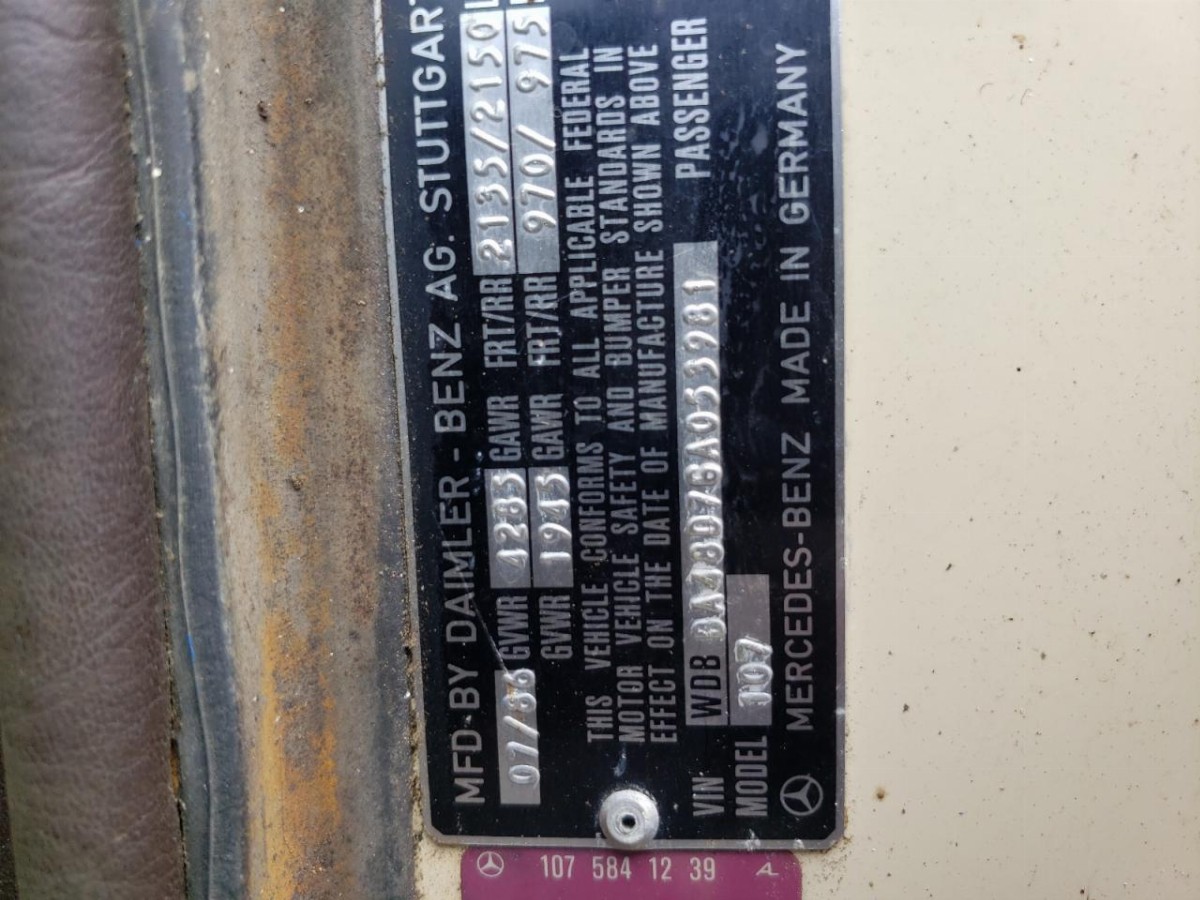 MFD·BY DAIMLER-BENZ AG. STUTTGART
07/86 GVWR 4285 GAWR FRT/RR 2135/2150
GVWR 1945 GAWR FRT/RR 970/ 975
THIS VEHICLE CONFORMS TO ALL APPLICABLE FEDERAL
MOTOR VEHICLE SAFETY AND BUMPER STANDARDS IN
EFFECT ON THE DATE OF MANUFACTURE SHOWN ABOVE
VIN WDB BA48D7GA053981 PASSENGER
MODEL 107
MERCEDES-BENZ MADE IN GERMANY
107 584 12 39 A